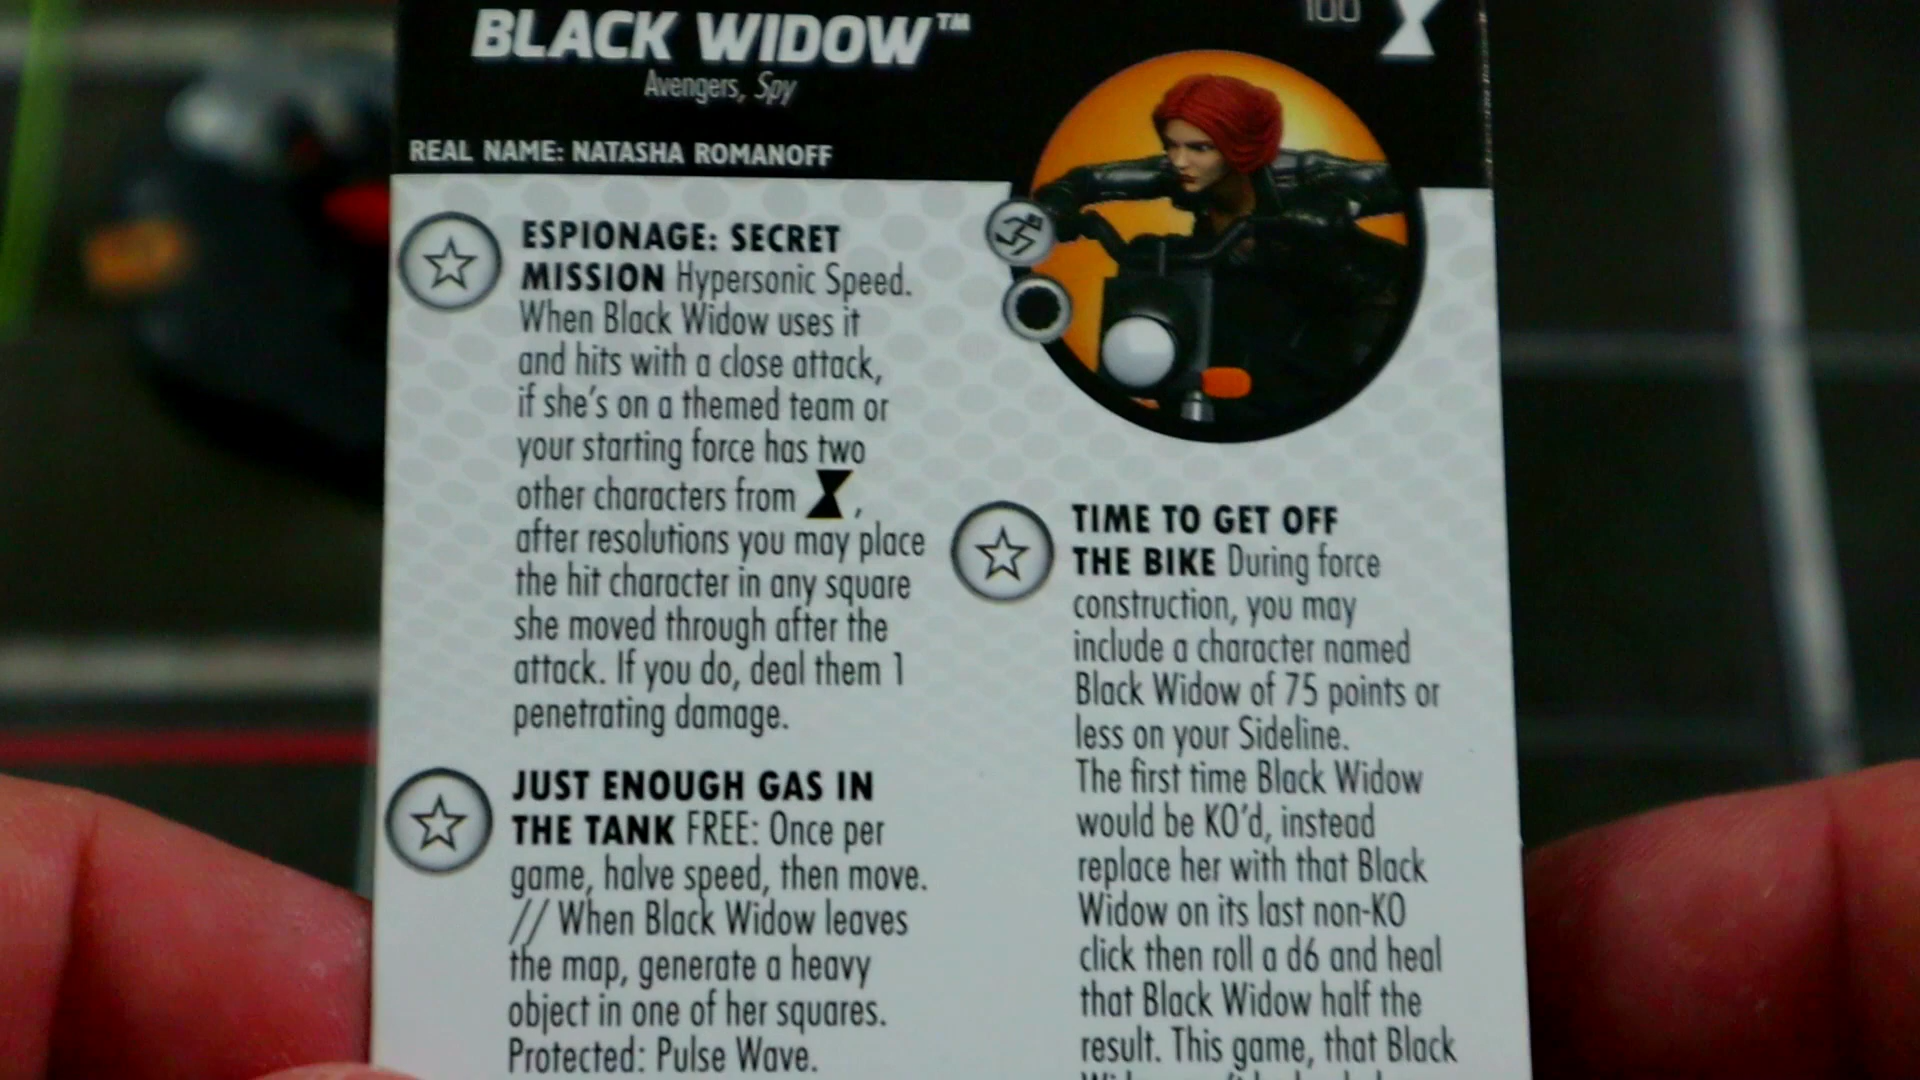 BLACK WIDOW™
100
Avengers, Spy
REAL NAME: NATASHA ROMANOFF
ESPIONAGE: SECRET
MISSION Hypersonic Speed.
When Black Widow uses it
and hits with a close attack,
if she's on a themed team or
your starting force has two
other characters from ,
after resolutions you may place
the hit character in any square
she moved through after the
attack. If you do, deal them 1
penetrating damage.
JUST ENOUGH GAS IN
THE TANK FREE: Once per
game, halve speed, then move.
// When Black Widow leaves
the map, generate a heavy
object in one of her squares.
Protected: Pulse Wave.
TIME TO GET OFF
THE BIKE During force
construction, you may
include a character named
Black Widow of 75 points or
less on your Sideline.
The first time Black Widow
would be KO'd, instead
replace her with that Black
Widow on its last non-KO
click then roll a d6 and heal
that Black Widow half the
result. This game, that Black